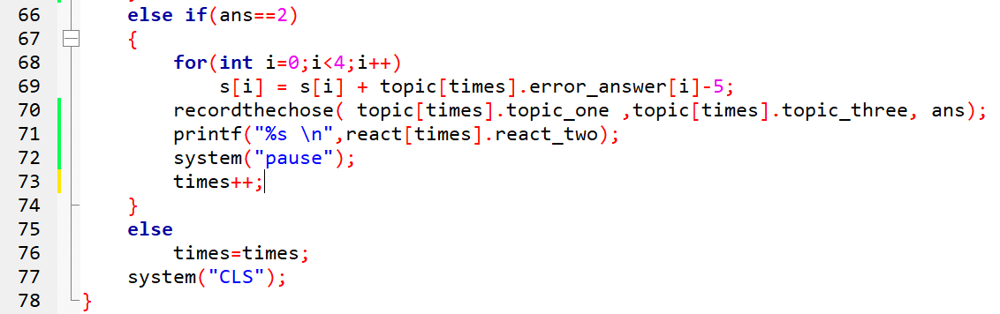 66 else if(ans==2)
67 {
68 for(int i=0;i<4;i++)
69 s[i] = s[i] + topic[times].error_answer[i]-5;
70 recordthechose( topic[times].topic_one ,topic[times].topic_three, ans);
71 printf("%s \n",react[times].react_two);
72 system("pause");
73 times++;
74 }
75 else
76 times=times;
77 system("CLS");
78 }